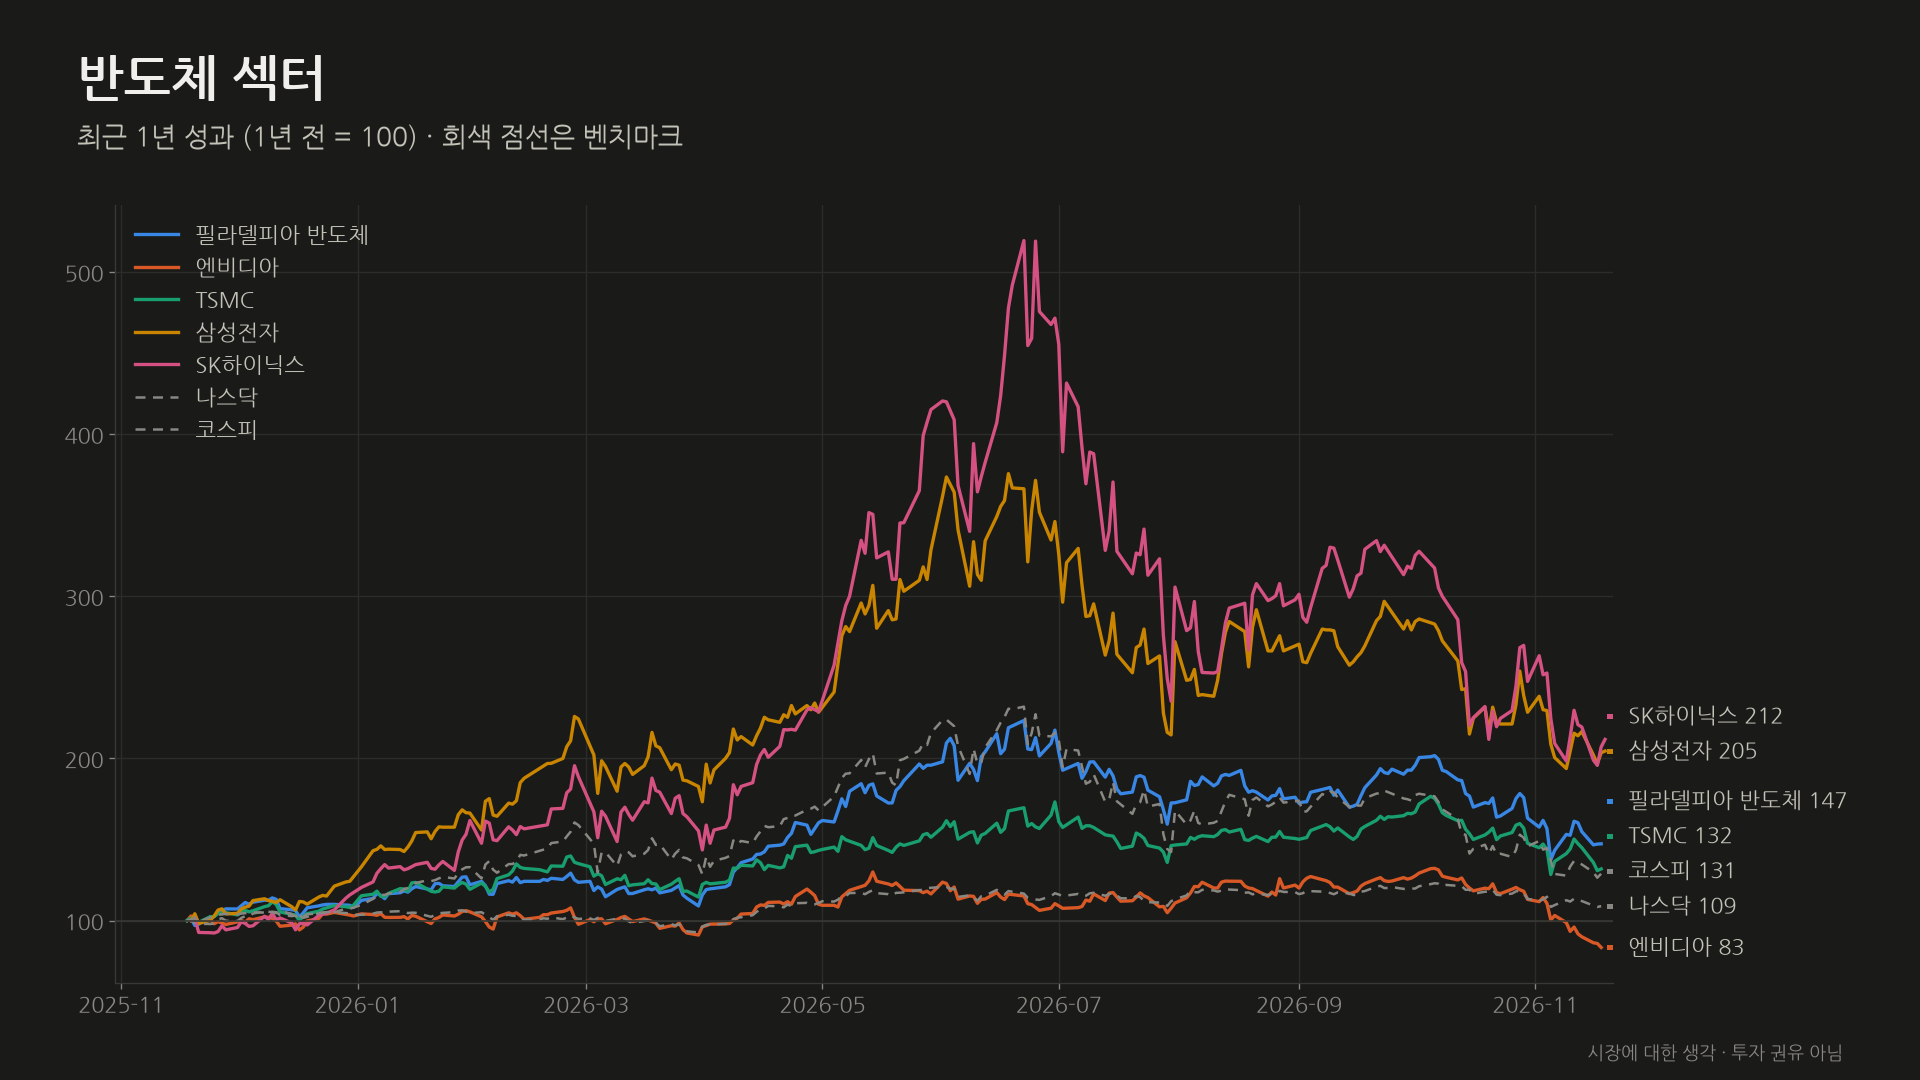 반도체 섹터
최근 1년 성과 (1년 전 = 100) · 회색 점선은 벤치마크
필라델피아 반도체
엔비디아
TSMC
삼성전자
SK하이닉스
나스닥
코스피
500
400
300
200
100
SK하이닉스 212
삼성전자 205
필라델피아 반도체 147
TSMC 132
코스피 131
나스닥 109
엔비디아 83
2025-11 2026-01 2026-03 2026-05 2026-07 2026-09 2026-11
시장에 대한 생각 · 투자 권유 아님